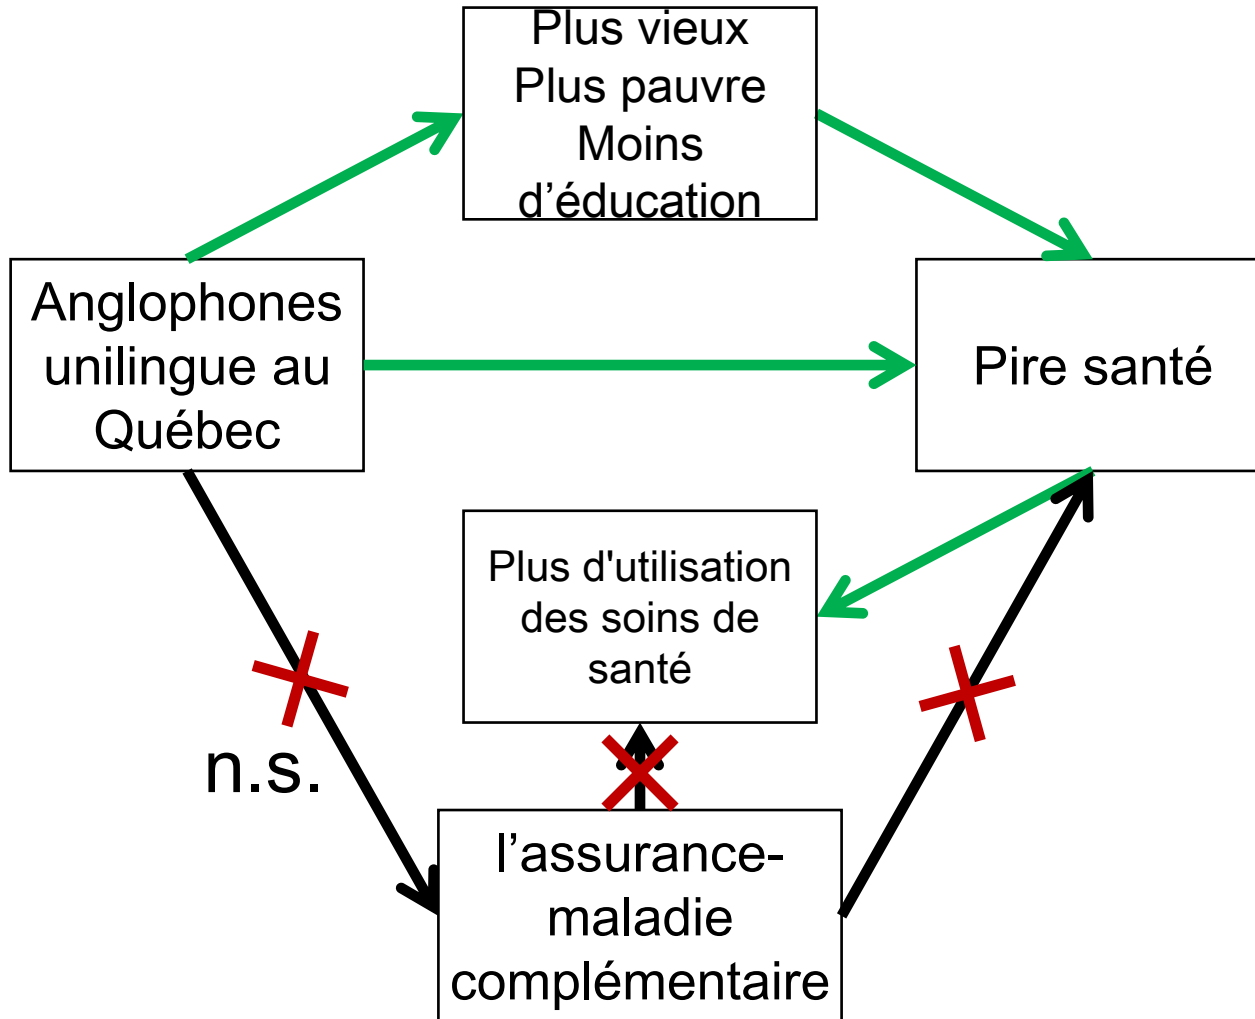 Plus vieux
Plus pauvre
Moins
d’éducation
Anglophones
unilingue au
Québec
Pire santé
Plus d'utilisation
des soins de
santé
n.s.
l’assurance-
maladie
complémentaire